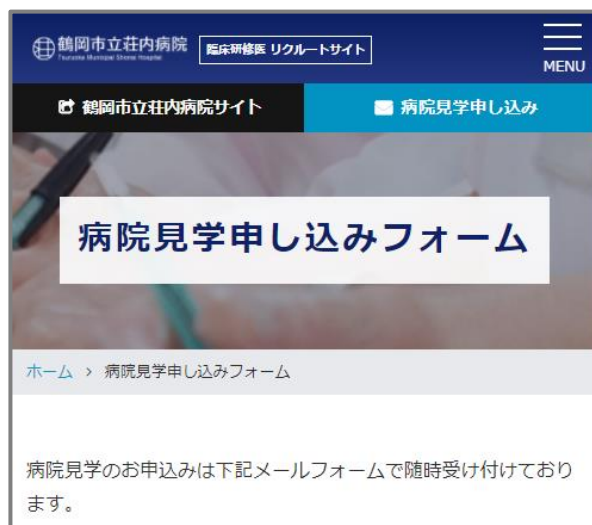 鶴岡市立荘内病院
Tsuruoka Municipal Shonai Hospital
臨床研修医 リクルートサイト
MENU
鶴岡市立荘内病院サイト
病院見学申し込み
病院見学申し込みフォーム
ホーム > 病院見学申し込みフォーム
病院見学のお申込みは下記メールフォームで随時受け付けており
ます。